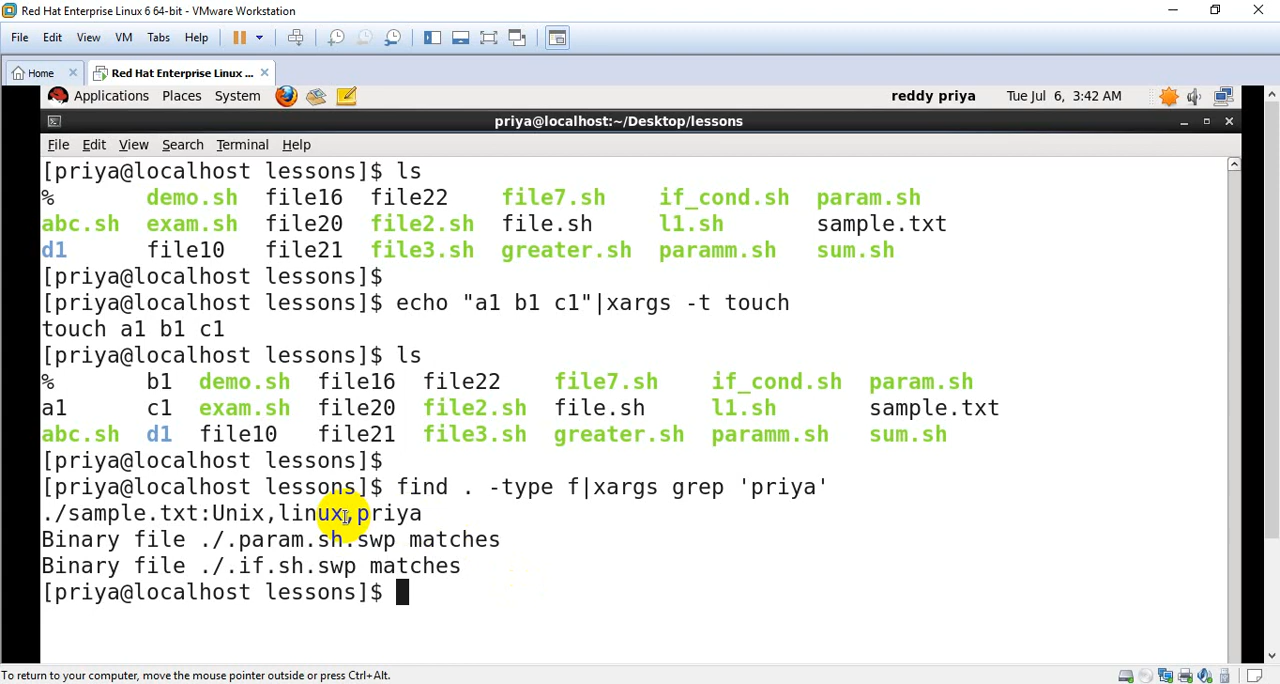 Red Hat Enterprise Linux 6 64-bit - VMware Workstation
File Edit View VM Tabs Help
Home Red Hat Enterprise Linux ...
Applications Places System reddy priya Tue Jul 6, 3:42 AM
priya@localhost:~/Desktop/lessons
File Edit View Search Terminal Help
[priya@localhost lessons]$ ls
% demo.sh file16 file22 file7.sh if_cond.sh param.sh
abc.sh exam.sh file20 file2.sh file.sh l1.sh sample.txt
d1 file10 file21 file3.sh greater.sh paramm.sh sum.sh
[priya@localhost lessons]$
[priya@localhost lessons]$ echo "a1 b1 c1"|xargs -t touch
touch a1 b1 c1
[priya@localhost lessons]$ ls
% b1 demo.sh file16 file22 file7.sh if_cond.sh param.sh
a1 c1 exam.sh file20 file2.sh file.sh l1.sh sample.txt
abc.sh d1 file10 file21 file3.sh greater.sh paramm.sh sum.sh
[priya@localhost lessons]$
[priya@localhost lessons]$ find . -type f|xargs grep 'priya'
./sample.txt:Unix,linux,priya
Binary file ./.param.sh.swp matches
Binary file ./.if.sh.swp matches
[priya@localhost lessons]$
To return to your computer, move the mouse pointer outside or press Ctrl+Alt.